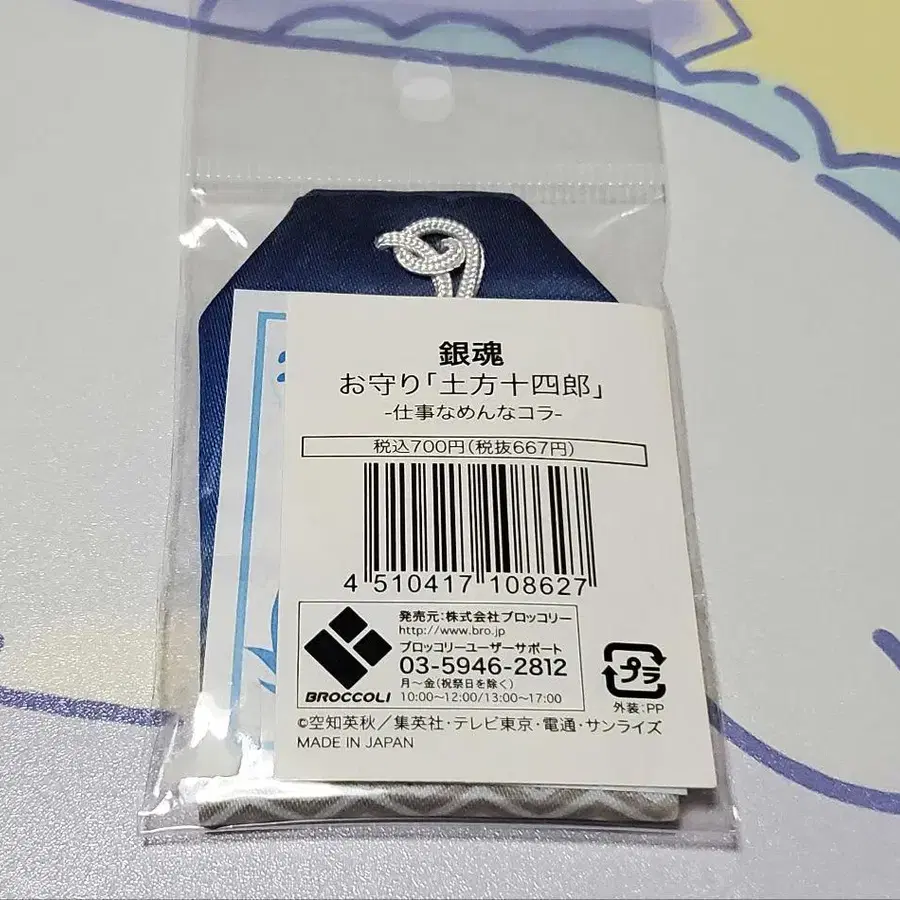 銀魂
お守り「土方十四郎」
-仕事なめんなコラ-
税込700円(税抜667円)
4 510417 108627
発売元:株式会社ブロッコリー
http://www.bro.jp
ブロッコリーユーザーサポート
03-5946-2812
月～金(祝祭日を除く)
10:00~12:00/13:00~17:00
BROCCOLI
プラ
外装:PP
©空知英秋／集英社・テレビ東京・電通・サンライズ
MADE IN JAPAN